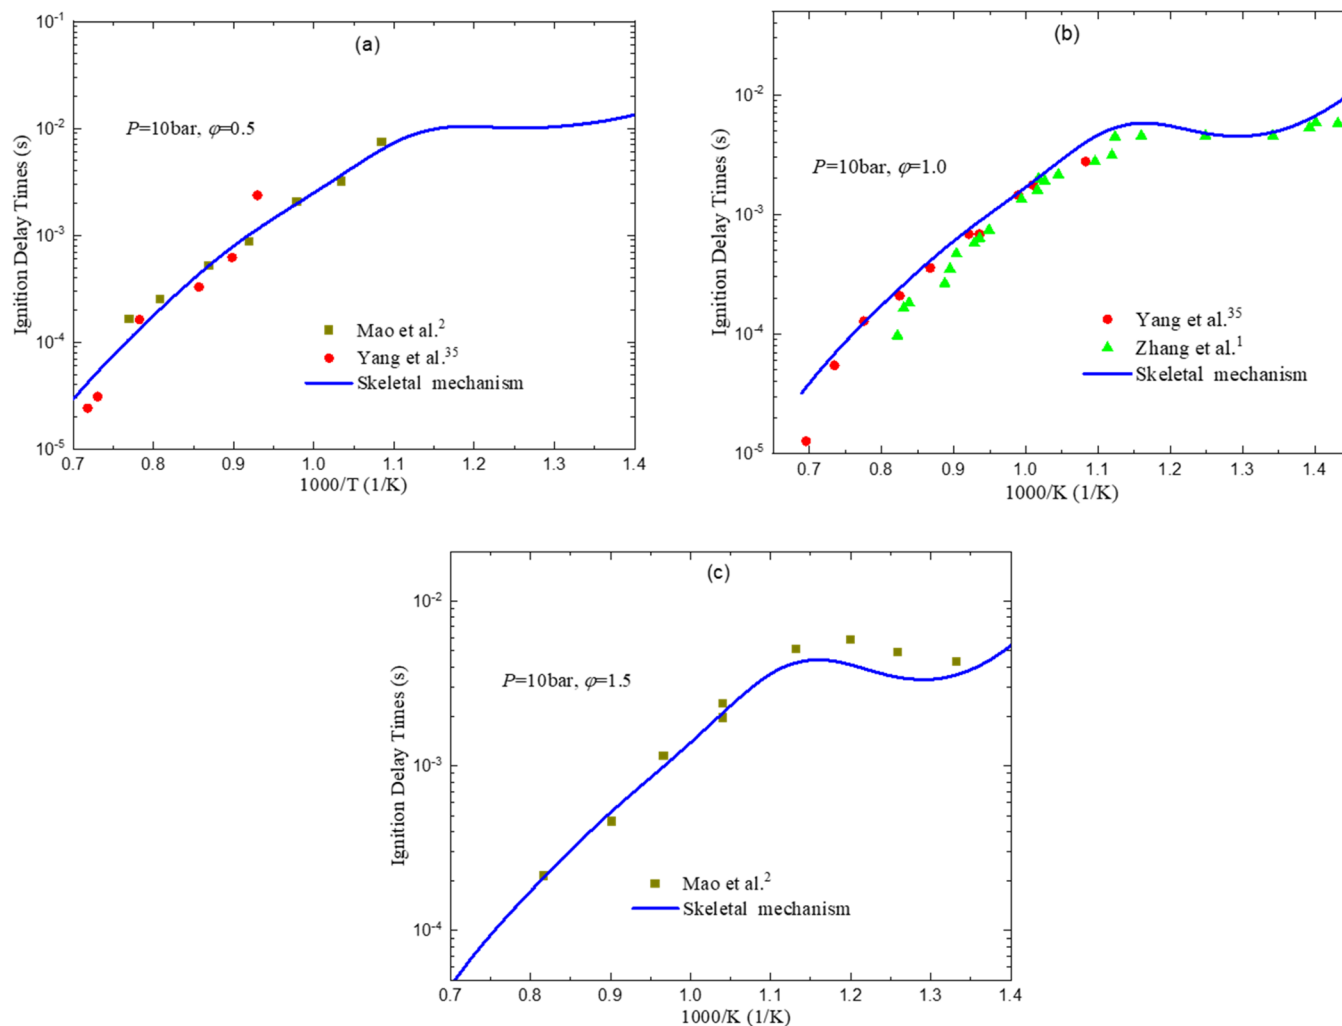 (a)
P=10bar, φ=0.5
Ignition Delay Times (s)
10-1
10-2
10-3
10-4
10-5
Mao et al.2
Yang et al.35
Skeletal mechanism
0.7 0.8 0.9 1.0 1.1 1.2 1.3 1.4
1000/T (1/K)
(b)
P=10bar, φ=1.0
Ignition Delay Times (s)
10-2
10-3
10-4
10-5
Yang et al.35
Zhang et al.1
Skeletal mechanism
0.7 0.8 0.9 1.0 1.1 1.2 1.3 1.4
1000/K (1/K)
(c)
P=10bar, φ=1.5
Ignition Delay Times (s)
10-2
10-3
10-4
Mao et al.2
Skeletal mechanism
0.7 0.8 0.9 1.0 1.1 1.2 1.3 1.4
1000/K (1/K)